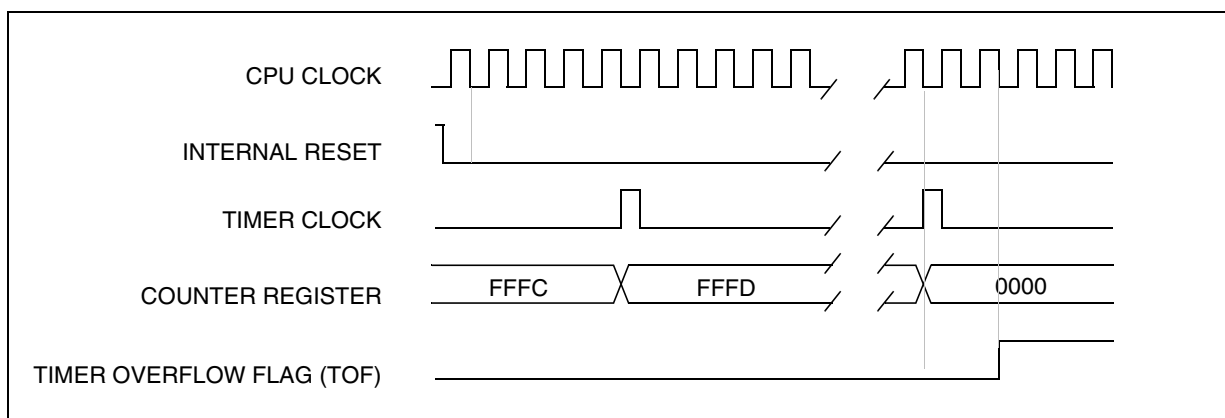 CPU CLOCK
INTERNAL RESET
TIMER CLOCK
COUNTER REGISTER
FFFC
FFFD
0000
TIMER OVERFLOW FLAG (TOF)